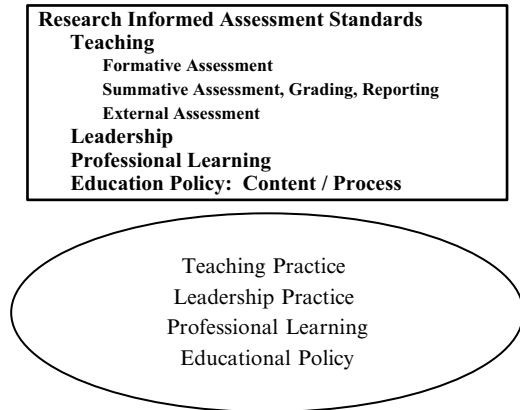 Research Informed Assessment Standards
Teaching
Formative Assessment
Summative Assessment, Grading, Reporting
External Assessment
Leadership
Professional Learning
Education Policy: Content / Process
Teaching Practice
Leadership Practice
Professional Learning
Educational Policy